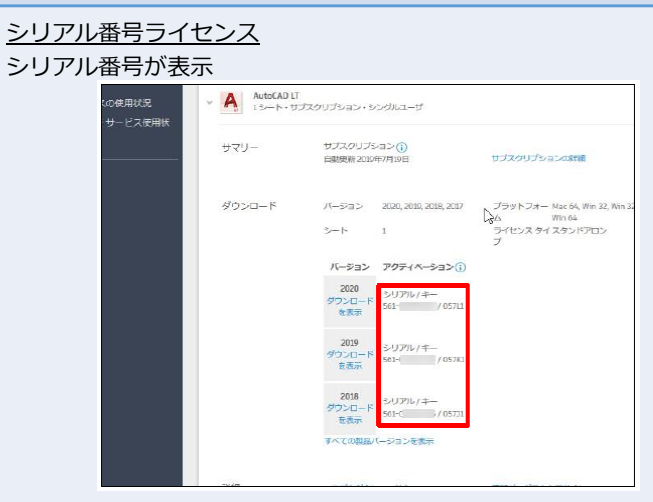 シリアル番号ライセンス
シリアル番号が表示
の使用状況
サービス使用状
AutoCAD LT
1 シート・サブスクリプション・シングルユーザ
サマリー
サブスクリプション
自動更新 2019年7月19日
サブスクリプションの詳細
ダウンロード
バージョン 2020, 2019, 2018, 2017
プラットフォーム Mac 64, Win 32, Win 32 Win 64
シート 1
ライセンス タイプ スタンドアロン
バージョン アクティベーション
2020
ダウンロードを表示
シリアル / キー
561- / 057L1
2019
ダウンロードを表示
シリアル / キー
561-
2018
ダウンロードを表示
シリアル / キー
561-
すべての製品バージョンを表示